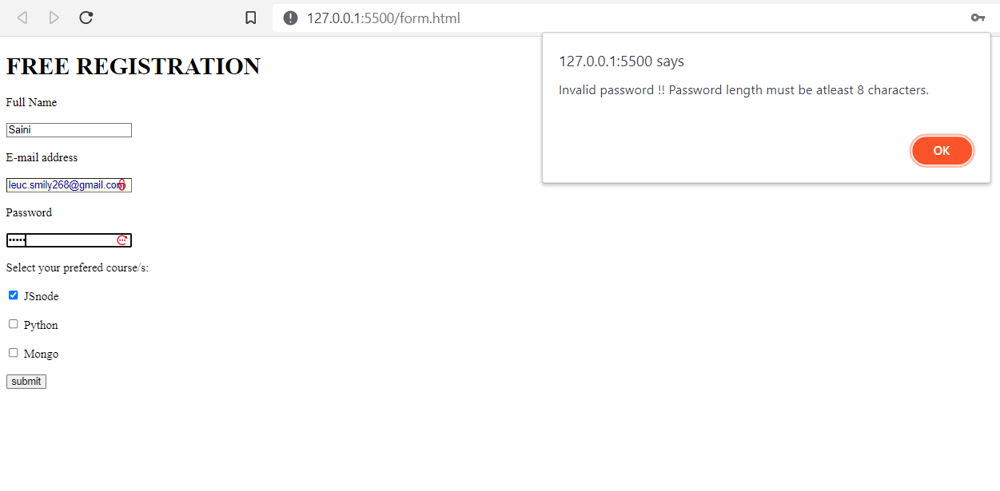 127.0.0.1:5500/form.html
127.0.0.1:5500 says
Invalid password !! Password length must be atleast 8 characters.
OK
FREE REGISTRATION
Full Name
Saini
E-mail address
leuc.smily268@gmail.com
Password
•••••
Select your prefered course/s:
JSnode
Python
Mongo
submit